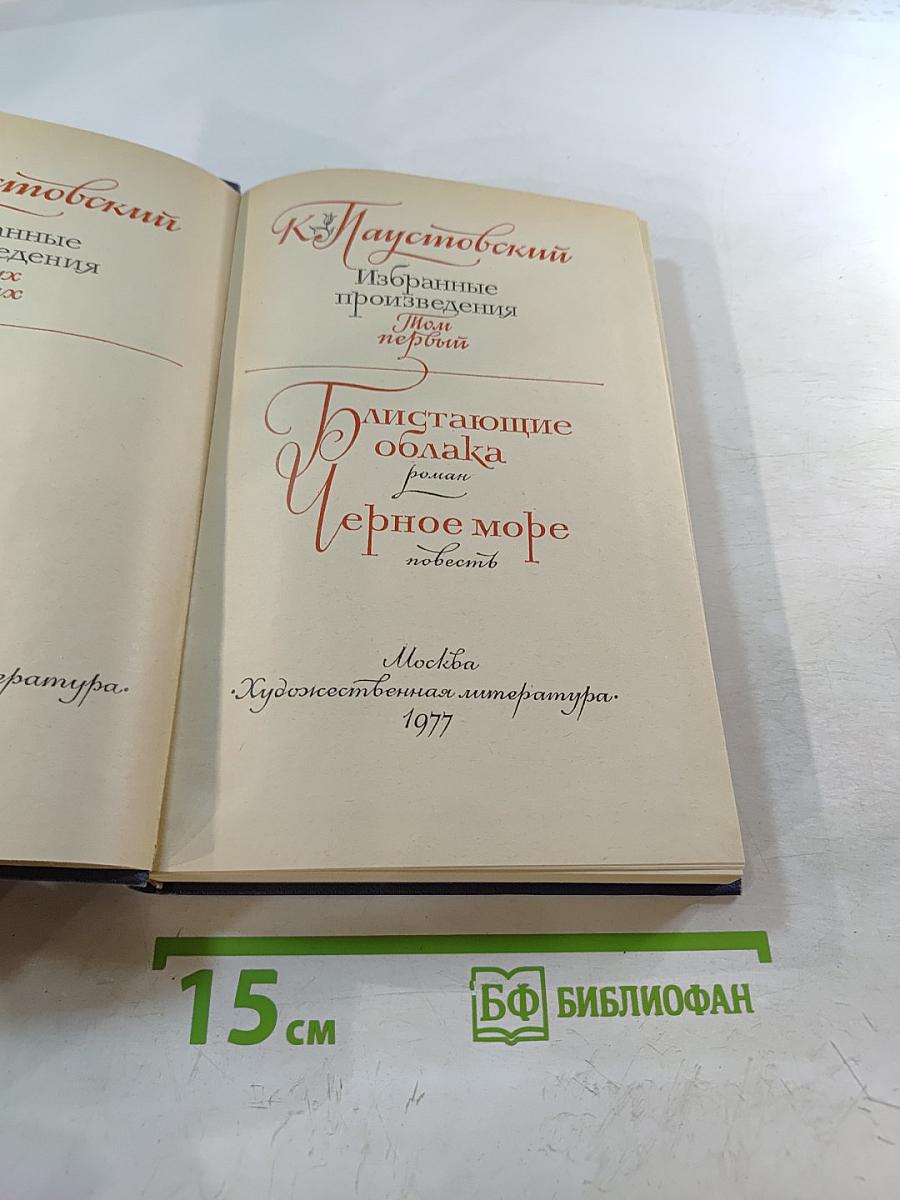 К Паустовский
Избранные
произведения
Том
первый
Блистающие
облака
роман
Черное море
повесть
Москва
·Художественная литература·
1977
15 см
БФ БИБЛИОФАН